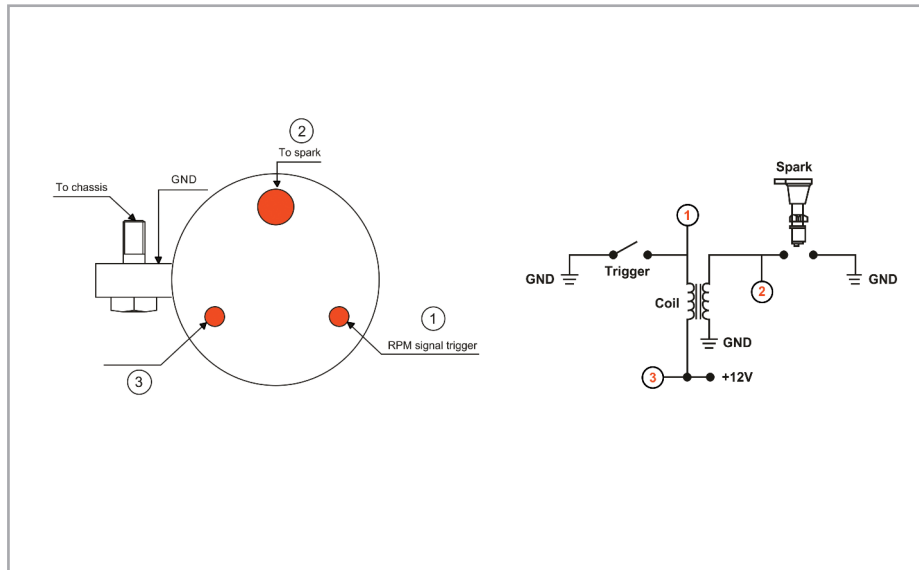 2
To spark
To chassis
GND
1
RPM signal trigger
3
Spark
1
GND
Trigger
2
GND
Coil
GND
3
+12V